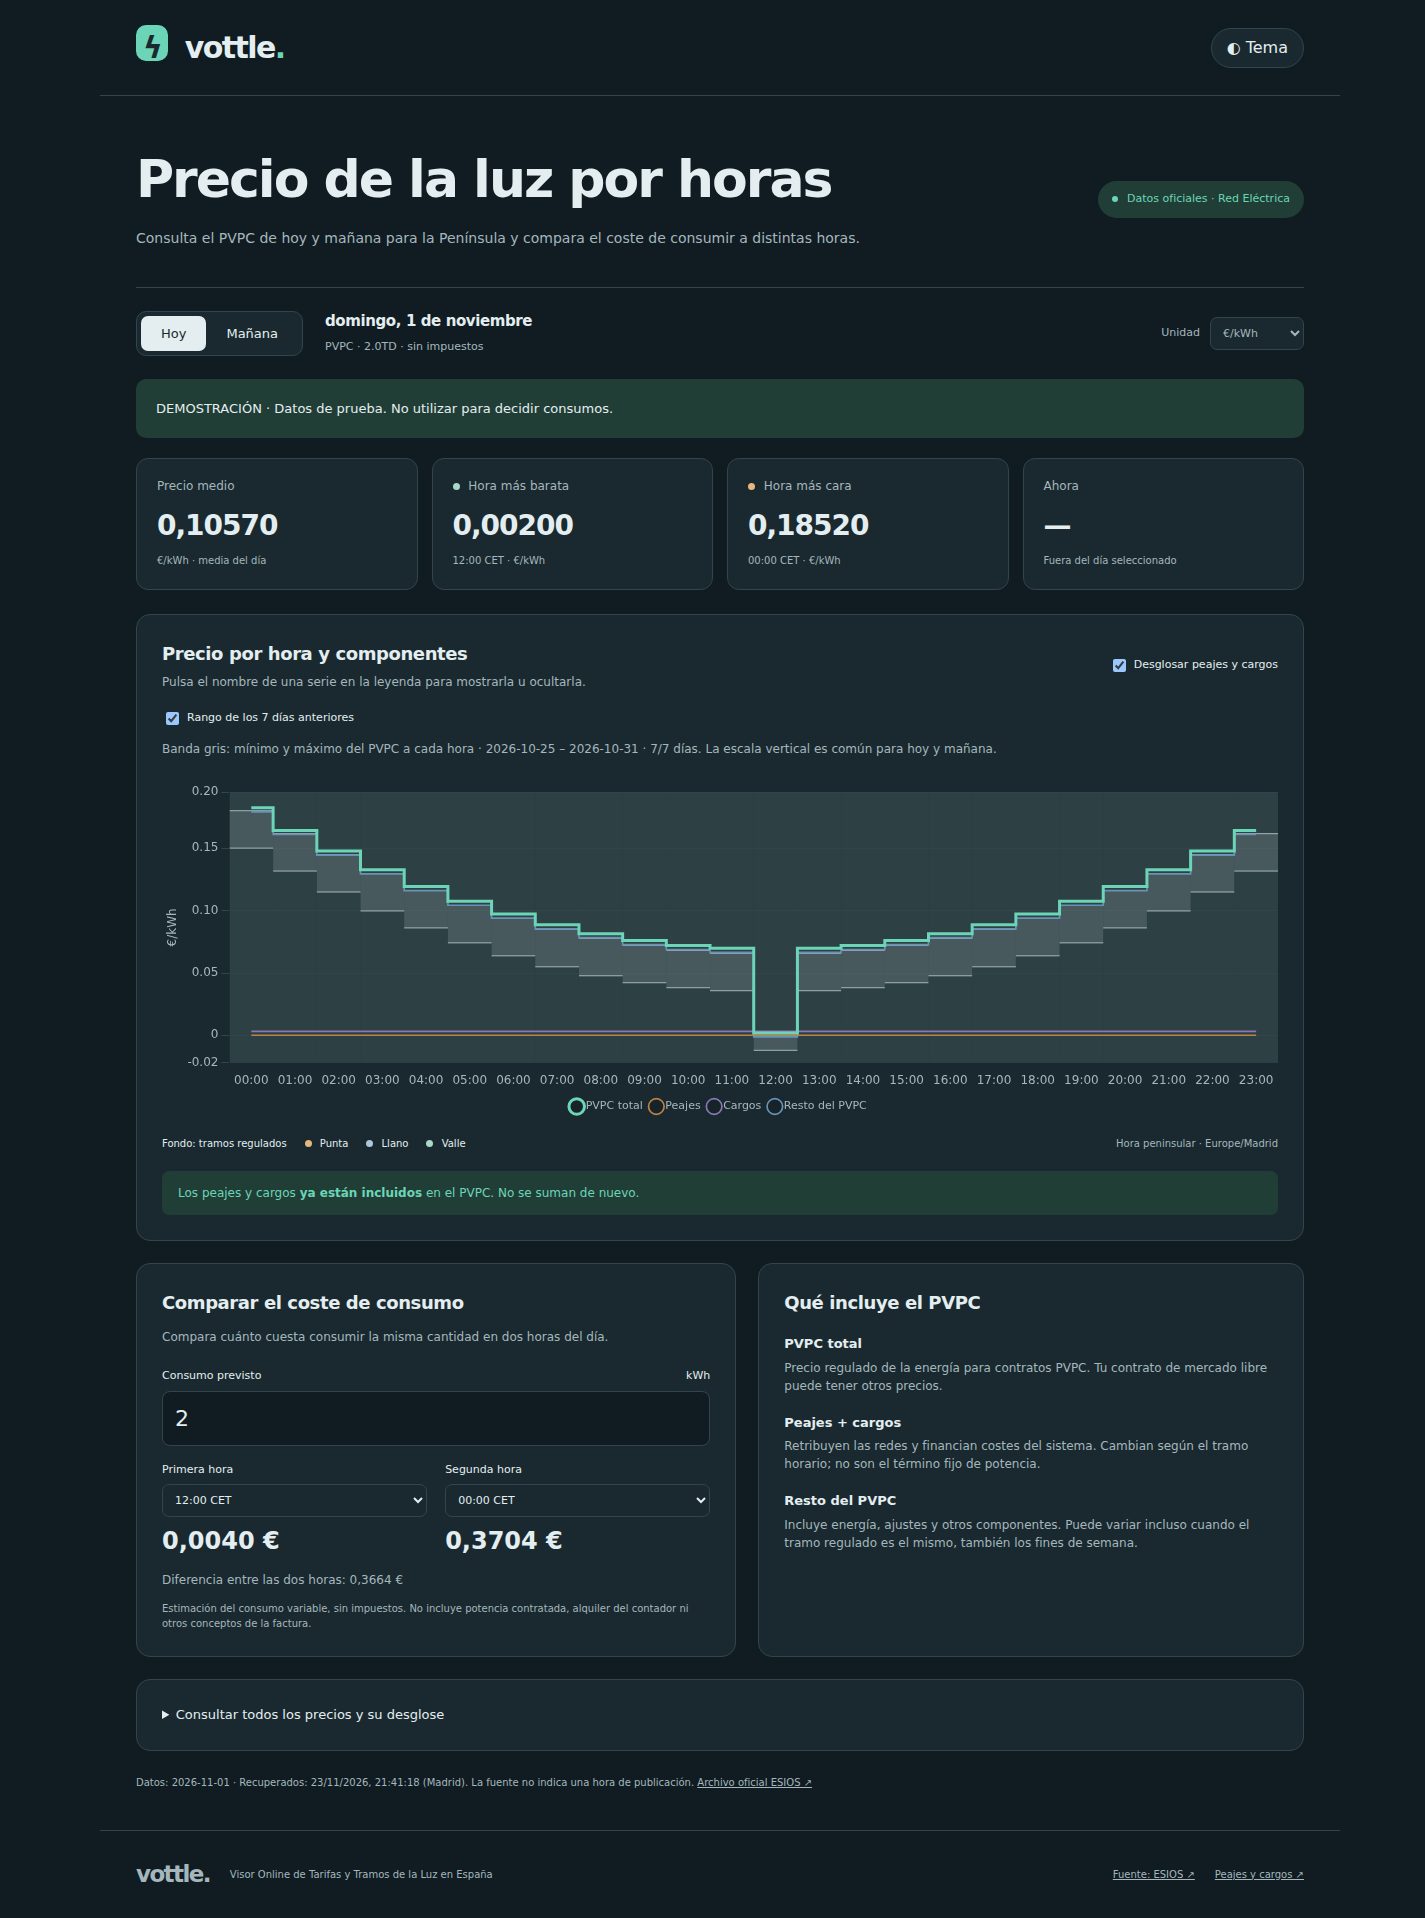 vottle.
◐ Tema
Precio de la luz por horas
Datos oficiales · Red Eléctrica
Consulta el PVPC de hoy y mañana para la Península y compara el coste de consumir a distintas horas.
Hoy Mañana
domingo, 1 de noviembre
PVPC · 2.0TD · sin impuestos
Unidad €/kWh
DEMOSTRACIÓN · Datos de prueba. No utilizar para decidir consumos.
Precio medio
0,10570
€/kWh · media del día
Hora más barata
0,00200
12:00 CET · €/kWh
Hora más cara
0,18520
00:00 CET · €/kWh
Ahora
—
Fuera del día seleccionado
Precio por hora y componentes
Pulsa el nombre de una serie en la leyenda para mostrarla u ocultarla.
Desglosar peajes y cargos
Rango de los 7 días anteriores
Banda gris: mínimo y máximo del PVPC a cada hora · 2026-10-25 – 2026-10-31 · 7/7 días. La escala vertical es común para hoy y mañana.
€/kWh
0.20
0.15
0.10
0.05
0
-0.02
00:00 01:00 02:00 03:00 04:00 05:00 06:00 07:00 08:00 09:00 10:00 11:00 12:00 13:00 14:00 15:00 16:00 17:00 18:00 19:00 20:00 21:00 22:00 23:00
PVPC total Peajes Cargos Resto del PVPC
Fondo: tramos regulados Punta Llano Valle
Hora peninsular · Europe/Madrid
Los peajes y cargos ya están incluidos en el PVPC. No se suman de nuevo.
Comparar el coste de consumo
Compara cuánto cuesta consumir la misma cantidad en dos horas del día.
Consumo previsto kWh
2
Primera hora Segunda hora
12:00 CET 00:00 CET
0,0040 € 0,3704 €
Diferencia entre las dos horas: 0,3664 €
Estimación del consumo variable, sin impuestos. No incluye potencia contratada, alquiler del contador ni
otros conceptos de la factura.
Qué incluye el PVPC
PVPC total
Precio regulado de la energía para contratos PVPC. Tu contrato de mercado libre
puede tener otros precios.
Peajes + cargos
Retribuyen las redes y financian costes del sistema. Cambian según el tramo
horario; no son el término fijo de potencia.
Resto del PVPC
Incluye energía, ajustes y otros componentes. Puede variar incluso cuando el
tramo regulado es el mismo, también los fines de semana.
▶ Consultar todos los precios y su desglose
Datos: 2026-11-01 · Recuperados: 23/11/2026, 21:41:18 (Madrid). La fuente no indica una hora de publicación. Archivo oficial ESIOS ↗
vottle. Visor Online de Tarifas y Tramos de la Luz en España
Fuente: ESIOS ↗ Peajes y cargos ↗